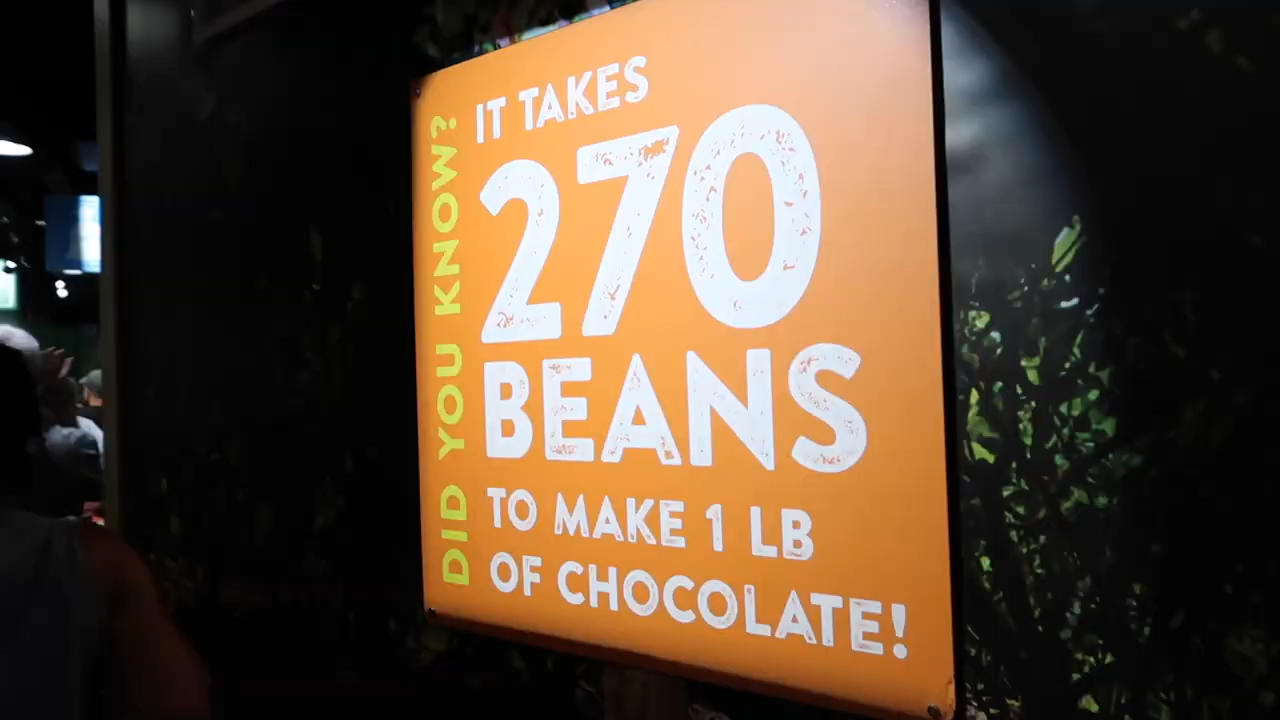 DID YOU KNOW?
IT TAKES
270
BEANS
TO MAKE 1 LB
OF CHOCOLATE!